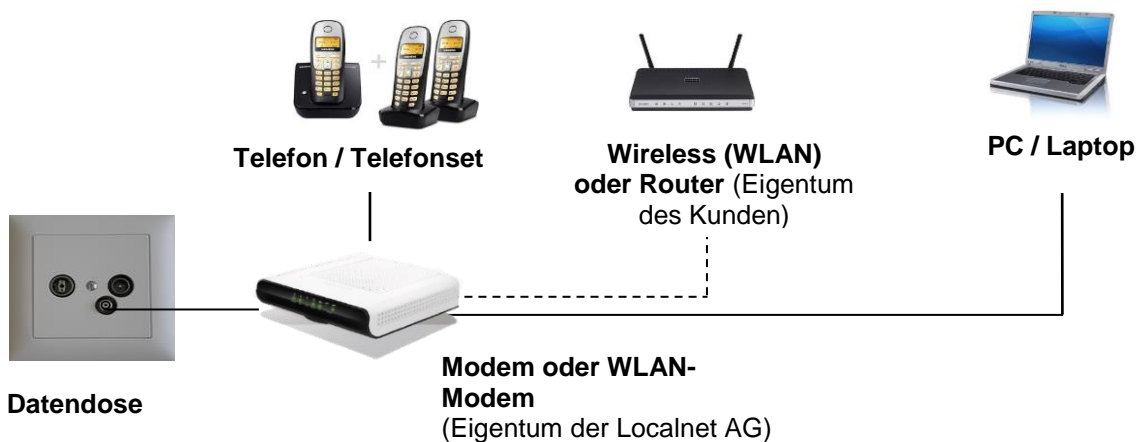 Telefon / Telefonset
Wireless (WLAN)
oder Router (Eigentum
des Kunden)
PC / Laptop
Datendose
Modem oder WLAN-
Modem
(Eigentum der Localnet AG)